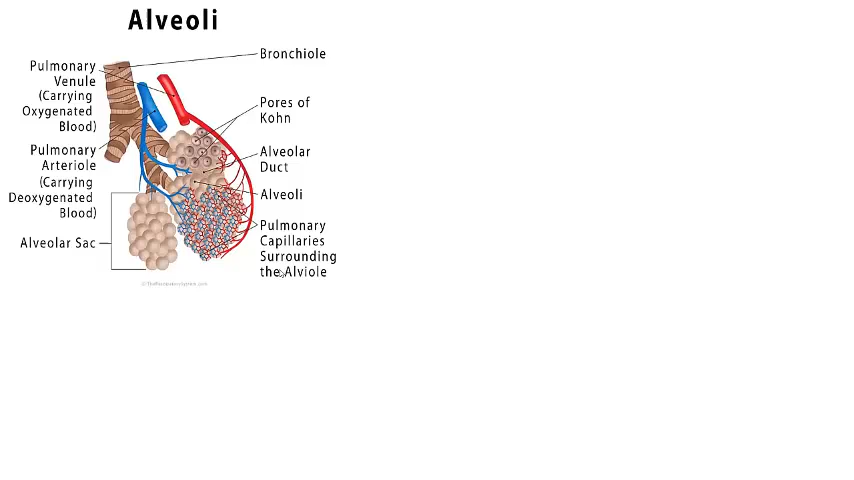 Alveoli
Bronchiole
Pulmonary
Venule
(Carrying
Oxygenated
Blood)
Pores of
Kohn
Pulmonary
Arteriole
(Carrying
Deoxygenated
Blood)
Alveolar
Duct
Alveoli
Alveolar Sac
Pulmonary
Capillaries
Surrounding
the Alviole